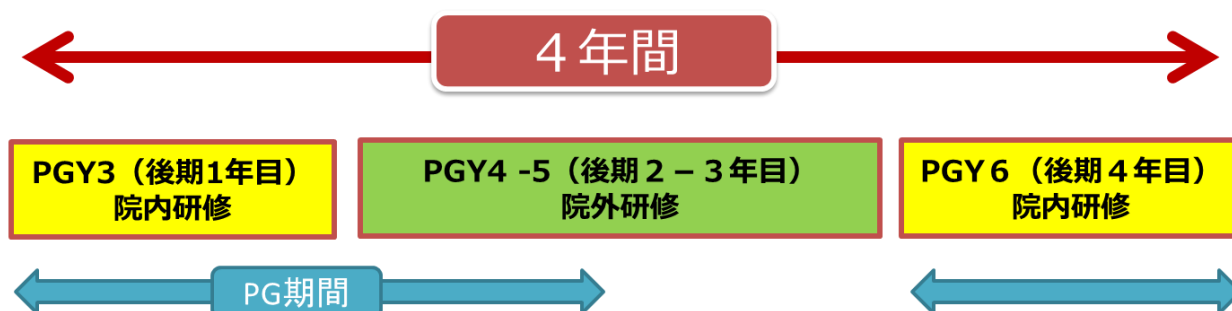 ４年間
PGY3（後期1年目）
院内研修
PGY4 -5（後期２－３年目）
院外研修
PGY６（後期４年目）
院内研修
PG期間